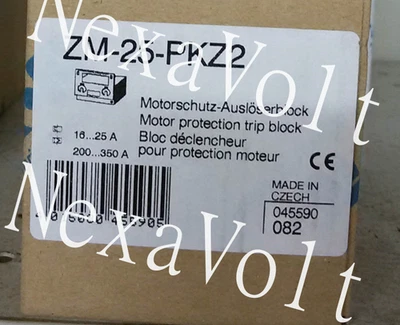 ZM-25-PKZ2
Motorschutz-Auslöserblock
Motor protection trip block
16...25 A
Bloc déclencheur
200...350 A
pour protection moteur
CE
MADE IN
CZECH
045590
082
NexaVolt
NexaVolt